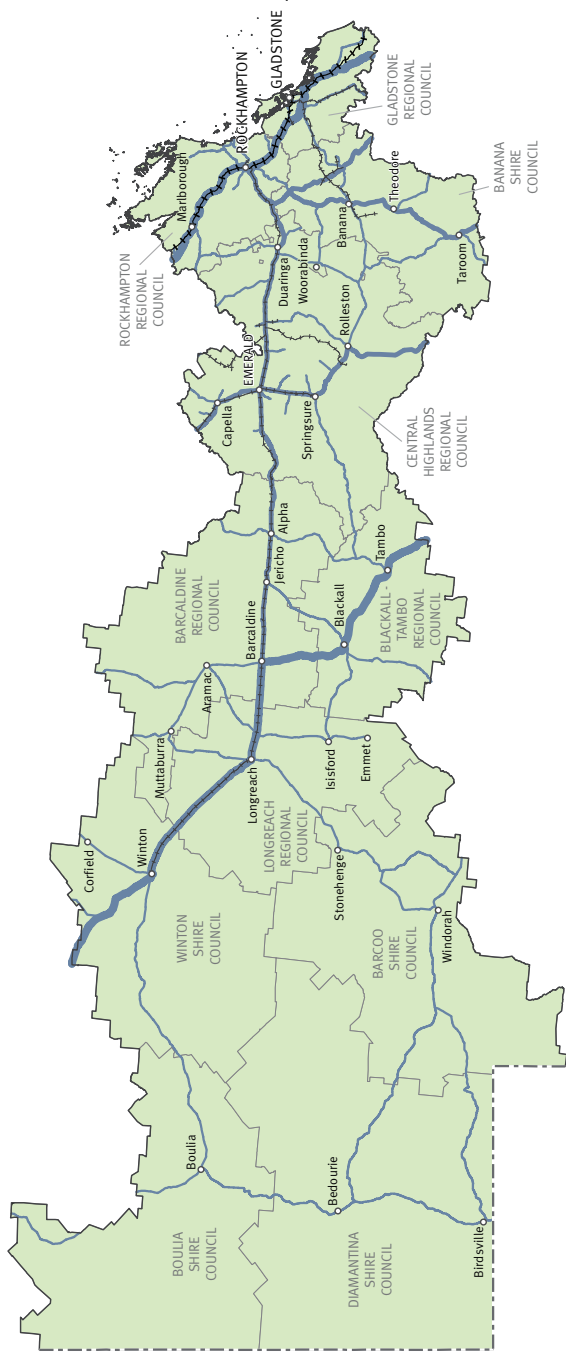 GLADSTONE
ROCKHAMPTON
Marlborough
GLADSTONE
REGIONAL
COUNCIL
BANANA
SHIRE
COUNCIL
Theodore
Banana
Taroom
Woorabinda
Duaringa
ROCKHAMPTON
REGIONAL
COUNCIL
Rolleston
EMERALD
Capella
Springsure
CENTRAL
HIGHLANDS
REGIONAL
COUNCIL
Alpha
Jericho
Tambo
Blackall
BLACKALL -
TAMBO
REGIONAL
COUNCIL
BARCALDINE
REGIONAL
COUNCIL
Barcaldine
Aramac
Muttaburra
Longreach
Isisford
Emmet
LONGREACH
REGIONAL
COUNCIL
Corfield
Winton
Stonehenge
WINTON
SHIRE
COUNCIL
BARCOO
SHIRE
COUNCIL
Windorah
Boulia
Bedourie
BOULIA
SHIRE
COUNCIL
DIAMANTINA
SHIRE
COUNCIL
Birdsville